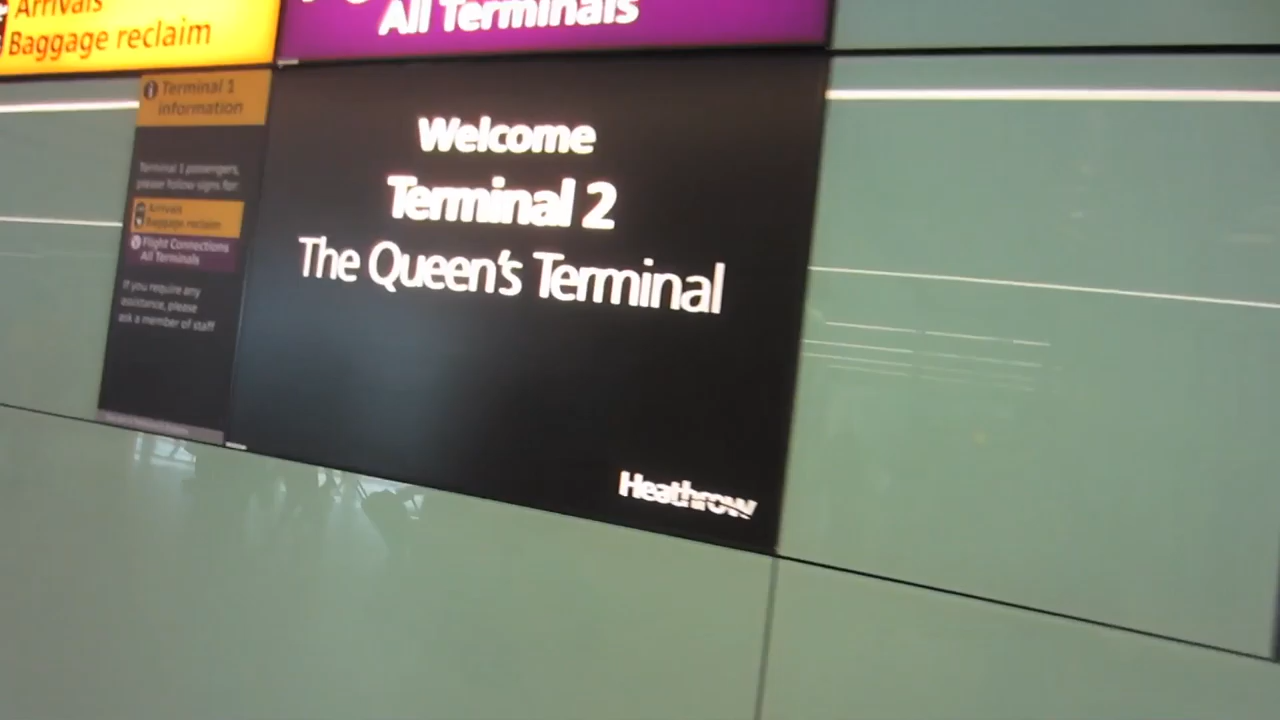 Arrivals
Baggage reclaim
All Terminals
Terminal 1
information
Terminal 1 passengers,
please follow signs for:
Arrivals
Baggage reclaim
Flight Connections
All Terminals
If you require any
assistance, please
ask a member of staff
Welcome
Terminal 2
The Queen's Terminal
Heathrow